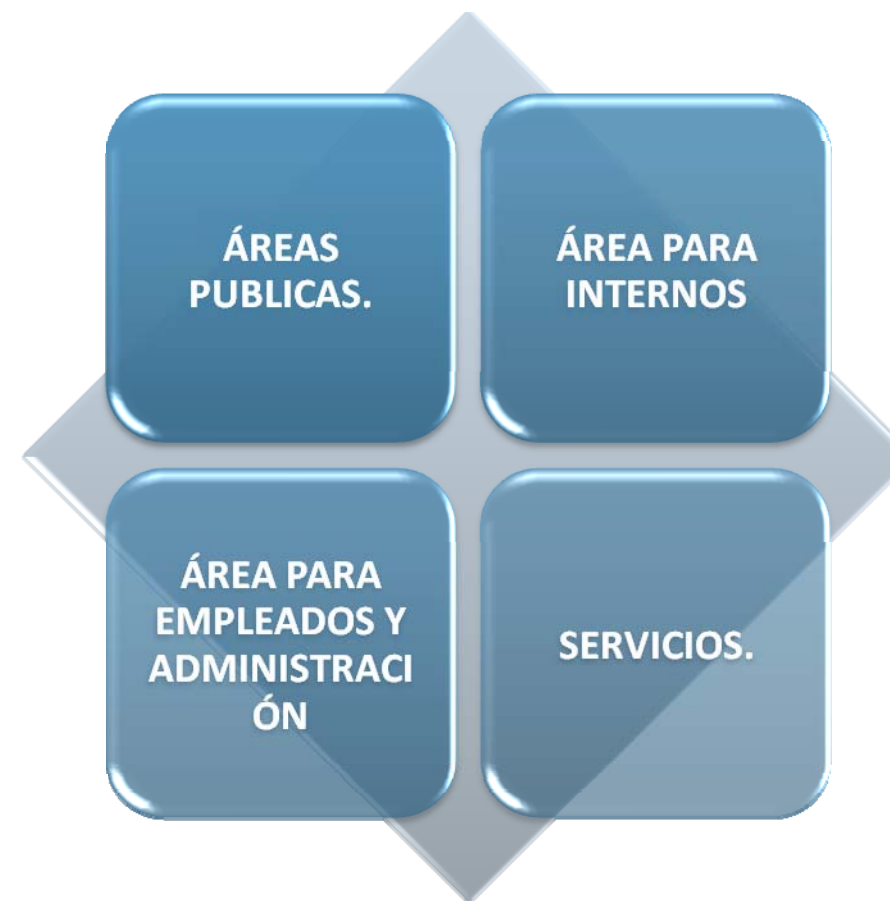 ÁREAS
PUBLICAS.
ÁREA PARA
INTERNOS
ÁREA PARA
EMPLEADOS Y
ADMINISTRACI
ÓN
SERVICIOS.